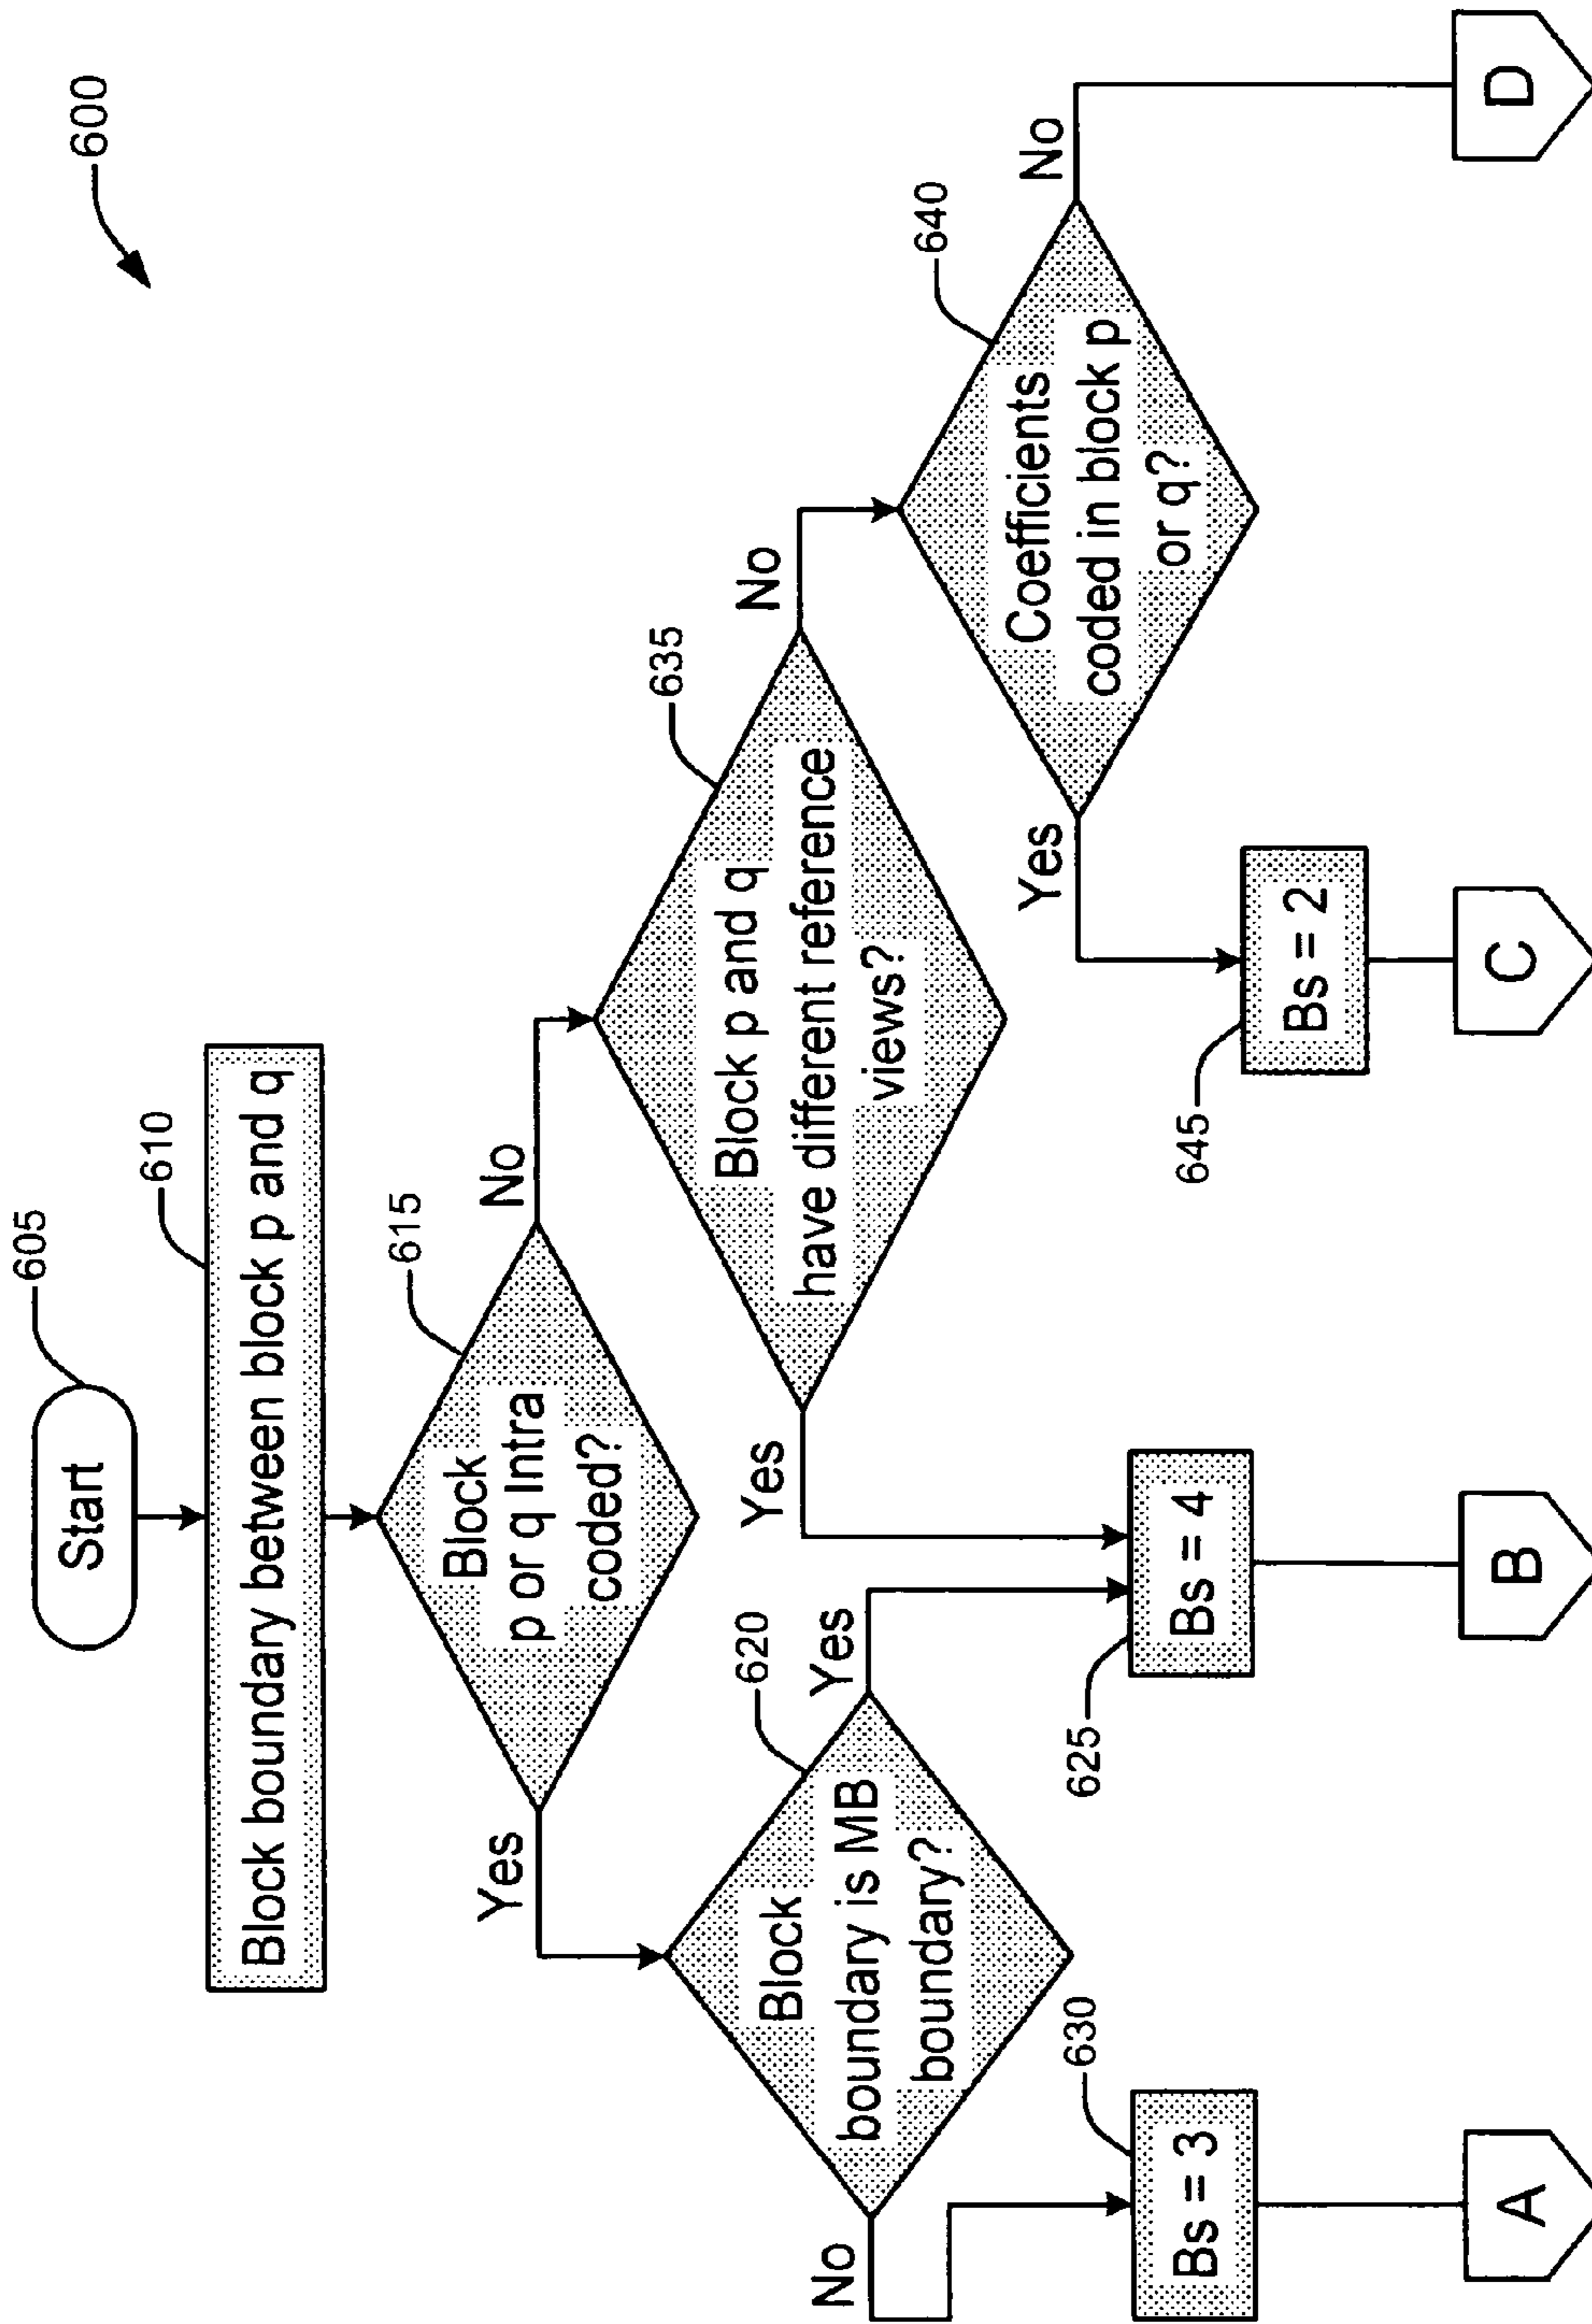 600
605
Start
610
Block boundary between block p and q
615
Block
p or q Intra
coded?
Yes
No
620
Block
boundary is MB
boundary?
No
Yes
635
Block p and q
have different reference
views?
Yes
No
640
Coefficients
coded in block p
or q?
Yes
No
630
Bs = 3
625
Bs = 4
645
Bs = 2
A
B
C
D